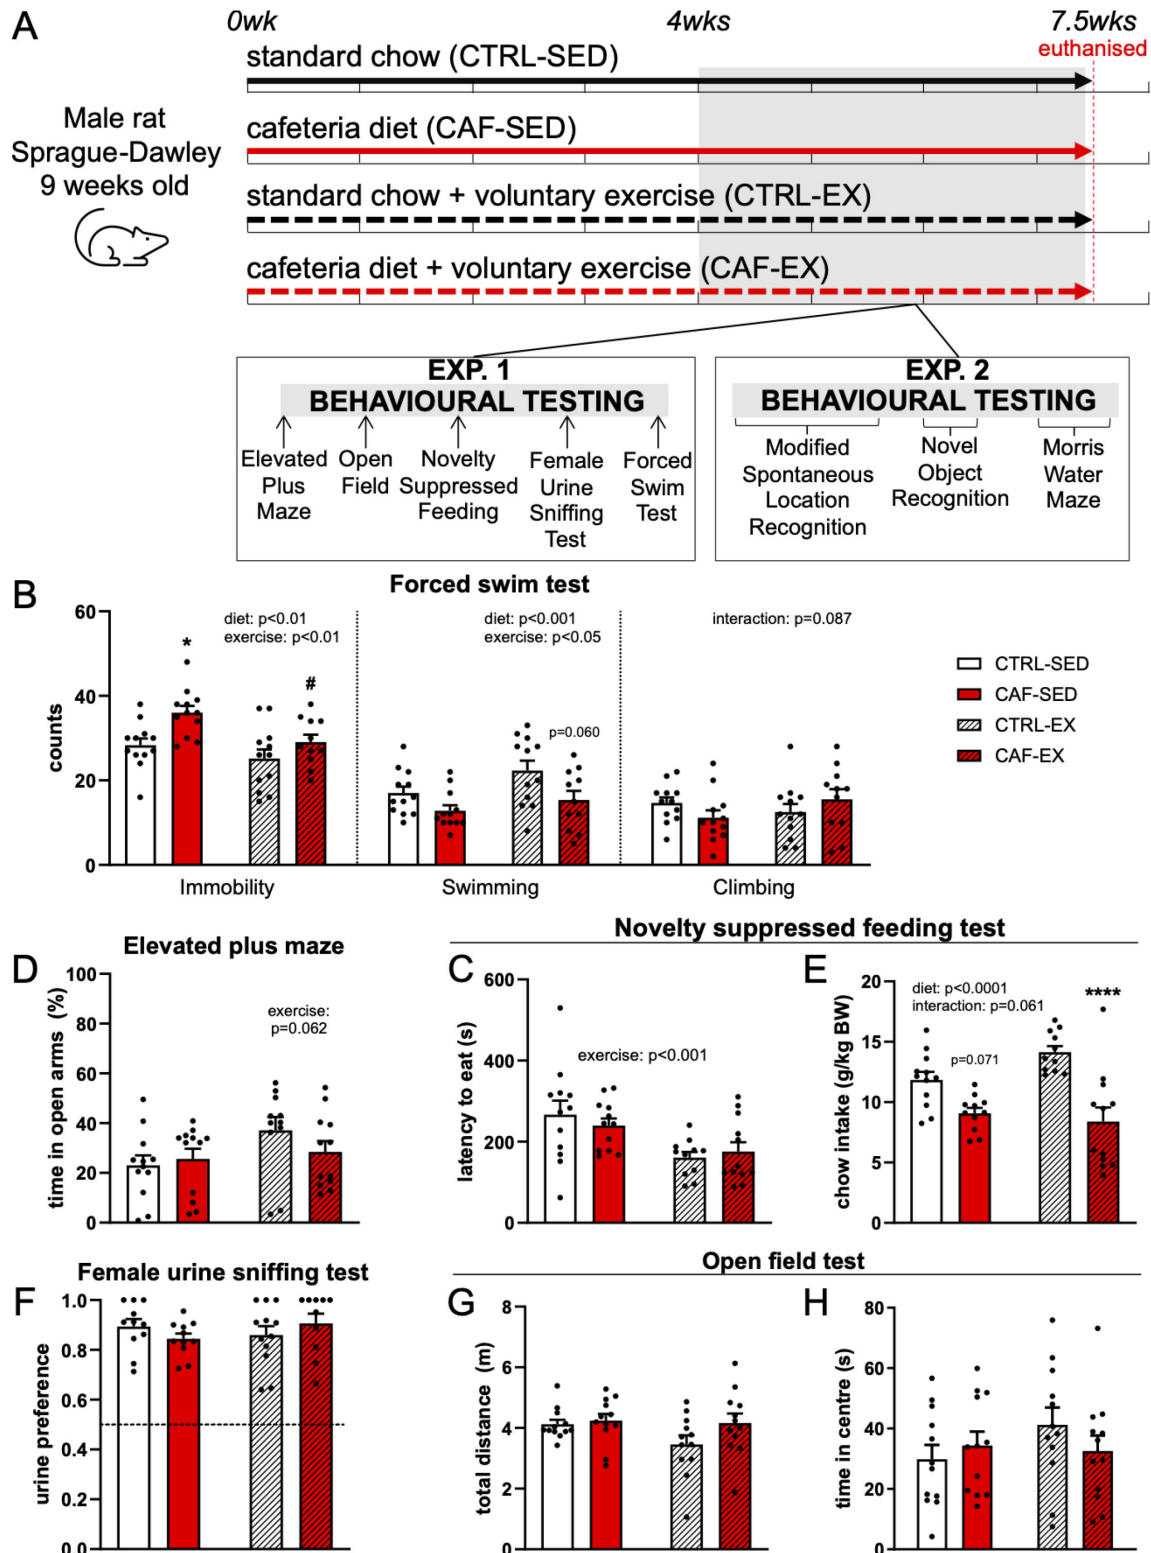 A
0wk 4wks 7.5wks
euthanised
standard chow (CTRL-SED)
Male rat
Sprague-Dawley
9 weeks old
cafeteria diet (CAF-SED)
standard chow + voluntary exercise (CTRL-EX)
cafeteria diet + voluntary exercise (CAF-EX)
EXP. 1
BEHAVIOURAL TESTING
Elevated
Plus
Maze
Open
Field
Novelty
Suppressed
Feeding
Female
Urine
Sniffing
Test
Forced
Swim
Test
EXP. 2
BEHAVIOURAL TESTING
Modified
Spontaneous
Location
Recognition
Novel
Object
Recognition
Morris
Water
Maze
B
Forced swim test
counts
60
40
20
0
diet: p<0.01
exercise: p<0.01
*
#
diet: p<0.001
exercise: p<0.05
p=0.060
interaction: p=0.087
Immobility
Swimming
Climbing
CTRL-SED
CAF-SED
CTRL-EX
CAF-EX
D
Elevated plus maze
time in open arms (%)
100
80
60
40
20
0
exercise:
p=0.062
Novelty suppressed feeding test
C
latency to eat (s)
600
400
200
0
exercise: p<0.001
E
chow intake (g/kg BW)
20
15
10
5
0
diet: p<0.0001
interaction: p=0.061
p=0.071
****
F
Female urine sniffing test
urine preference
1.0
0.8
0.6
0.4
0.2
0.0
Open field test
G
total distance (m)
8
6
4
2
0
H
time in centre (s)
80
60
40
20
0